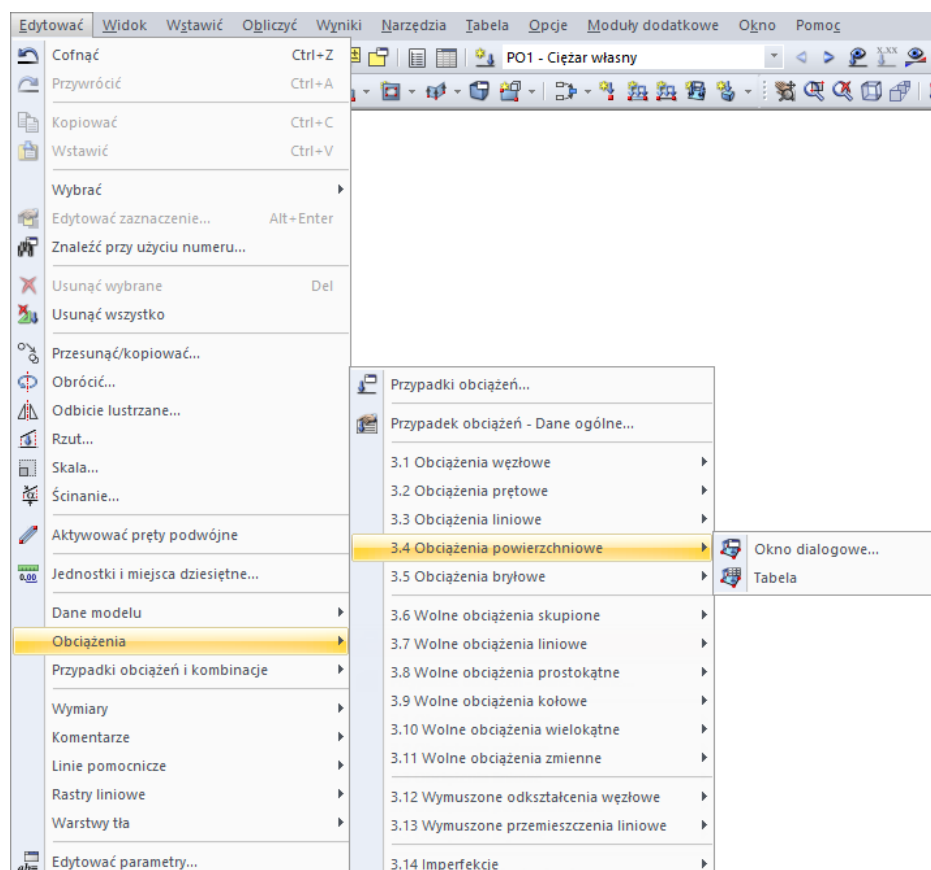 Edytować Widok Wstawić Obliczyć Wyniki Narzędzia Tabela Opcje Moduły dodatkowe Okno Pomoc
Cofnąć Ctrl+Z
PO1 - Ciężar własny
x.xx
Przywrócić Ctrl+A
Kopiować Ctrl+C
Wstawić Ctrl+V
Wybrać
Edytować zaznaczenie... Alt+Enter
Znaleźć przy użyciu numeru...
Usunąć wybrane Del
Usunąć wszystko
Przesunąć/kopiować...
Obrócić...
Odbicie lustrzane...
Rzut...
Skala...
Ścinanie...
Aktywować pręty podwójne
0,00 Jednostki i miejsca dziesiętne...
Dane modelu
Obciążenia
Przypadki obciążeń i kombinacje
Wymiary
Komentarze
Linie pomocnicze
Rastry liniowe
Warstwy tła
Edytować parametry...
Przypadki obciążeń...
Przypadek obciążeń - Dane ogólne...
3.1 Obciążenia węzłowe
3.2 Obciążenia prętowe
3.3 Obciążenia liniowe
3.4 Obciążenia powierzchniowe
3.5 Obciążenia bryłowe
3.6 Wolne obciążenia skupione
3.7 Wolne obciążenia liniowe
3.8 Wolne obciążenia prostokątne
3.9 Wolne obciążenia kołowe
3.10 Wolne obciążenia wielokątne
3.11 Wolne obciążenia zmienne
3.12 Wymuszone odkształcenia węzłowe
3.13 Wymuszone przemieszczenia liniowe
3.14 Imperfekcje
Okno dialogowe...
Tabela